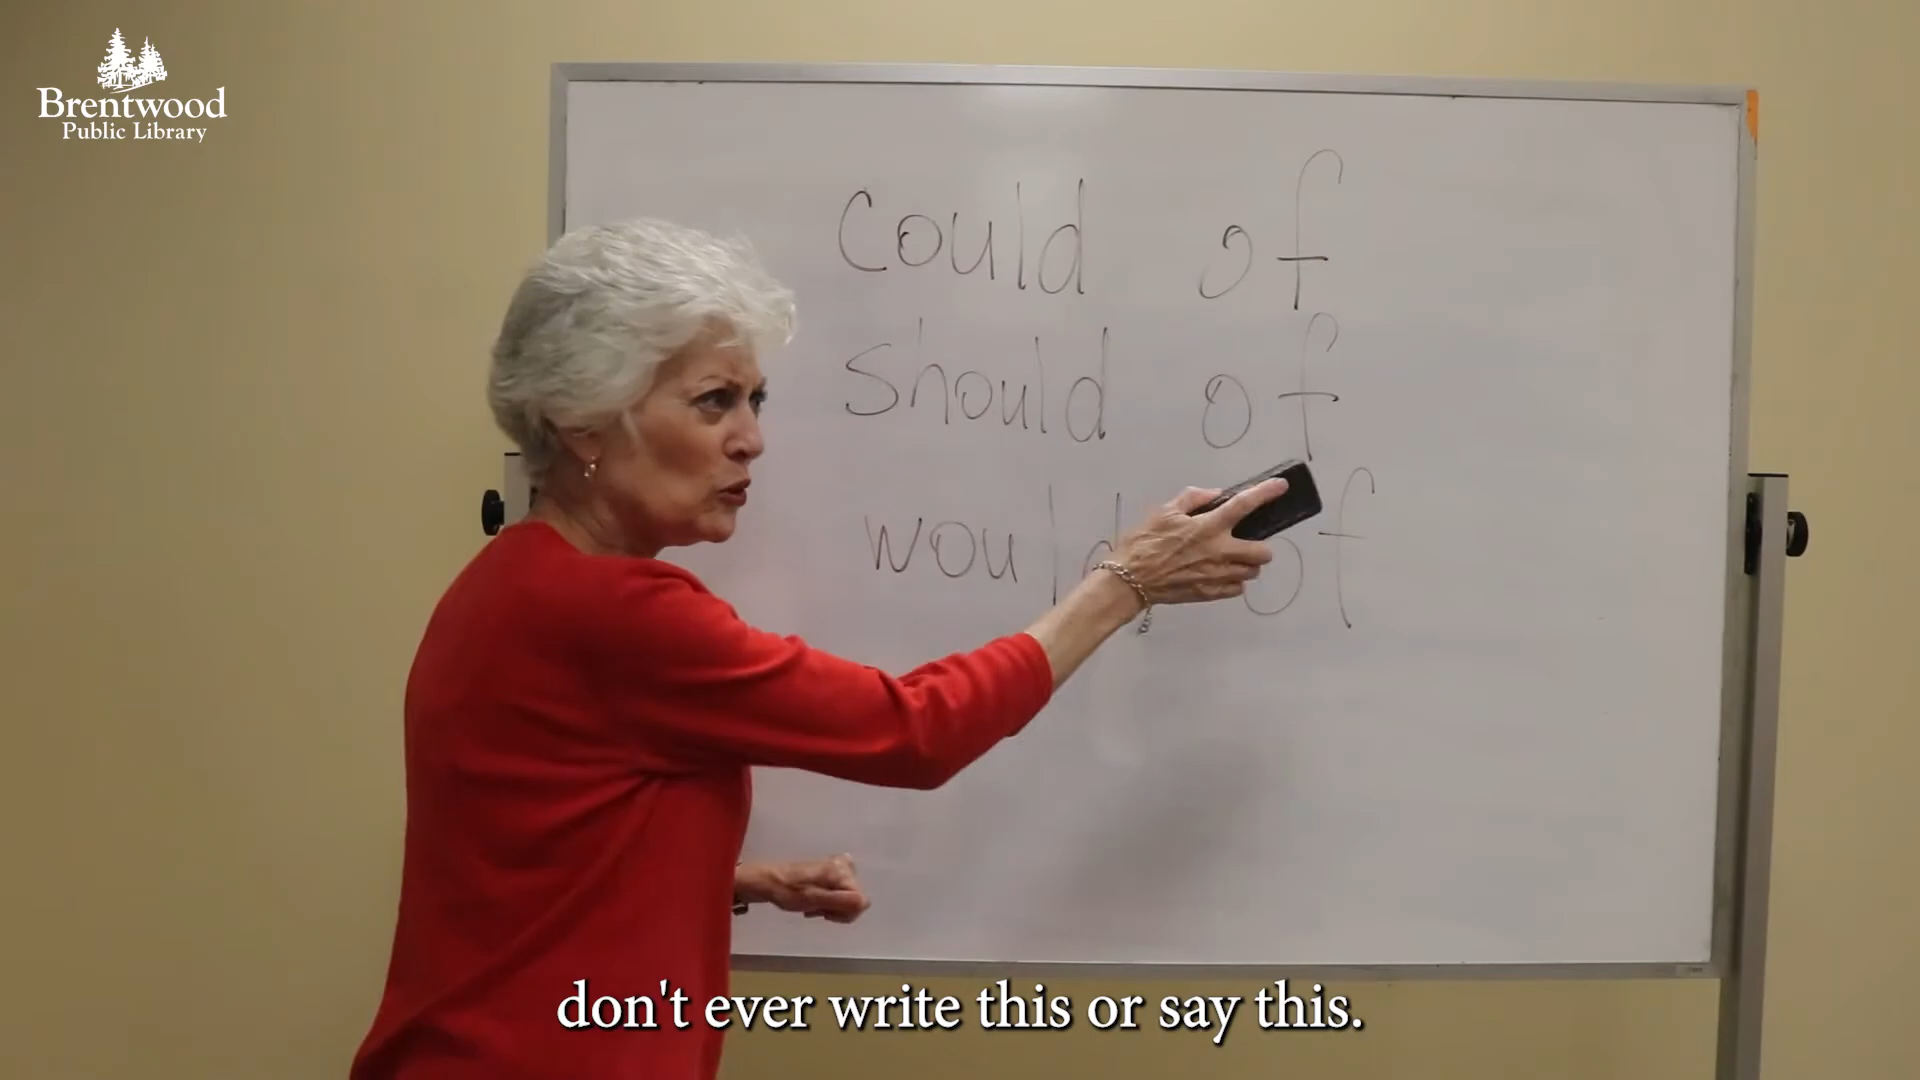 Brentwood
Public Library
could of
should of
would of
don't ever write this or say this.